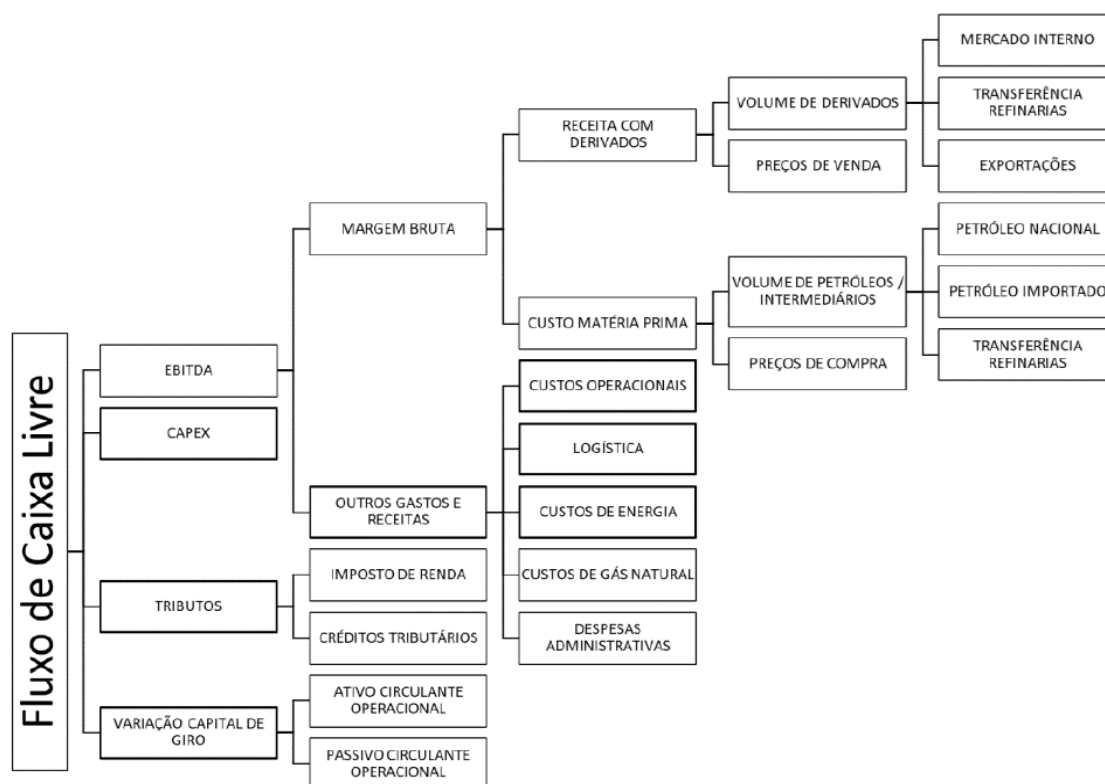 Fluxo de Caixa Livre
EBITDA
CAPEX
TRIBUTOS
VARIAÇÃO CAPITAL DE
GIRO
MARGEM BRUTA
OUTROS GASTOS E
RECEITAS
IMPOSTO DE RENDA
CRÉDITOS TRIBUTÁRIOS
ATIVO CIRCULANTE
OPERACIONAL
PASSIVO CIRCULANTE
OPERACIONAL
RECEITA COM
DERIVADOS
CUSTO MATÉRIA PRIMA
CUSTOS OPERACIONAIS
LOGÍSTICA
CUSTOS DE ENERGIA
CUSTOS DE GÁS NATURAL
DESPESAS
ADMINISTRATIVAS
VOLUME DE DERIVADOS
PREÇOS DE VENDA
VOLUME DE PETRÓLEOS /
INTERMEDIÁRIOS
PREÇOS DE COMPRA
MERCADO INTERNO
TRANSFERÊNCIA
REFINARIAS
EXPORTAÇÕES
PETRÓLEO NACIONAL
PETRÓLEO IMPORTADO
TRANSFERÊNCIA
REFINARIAS